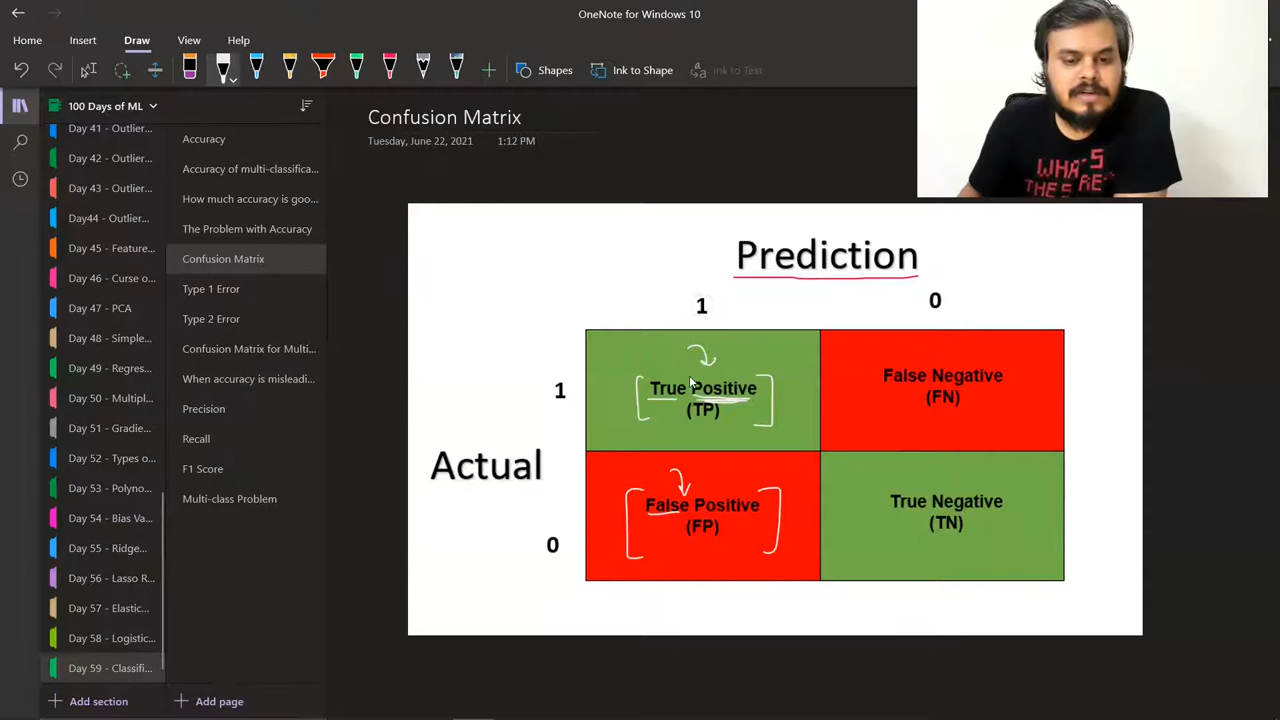 OneNote for Windows 10
Home Insert Draw View Help
Shapes Ink to Shape Ink to Text
100 Days of ML
Day 41 - Outlier...
Day 42 - Outlier...
Day 43 - Outlier...
Day44 - Outlier...
Day 45 - Feature...
Day 46 - Curse o...
Day 47 - PCA
Day 48 - Simple...
Day 49 - Regres...
Day 50 - Multipl...
Day 51 - Gradie...
Day 52 - Types o...
Day 53 - Polyno...
Day 54 - Bias Va...
Day 55 - Ridge...
Day 56 - Lasso R...
Day 57 - Elastic...
Day 58 - Logistic...
Day 59 - Classifi...
Add section
Accuracy
Accuracy of multi-classifica...
How much accuracy is goo...
The Problem with Accuracy
Confusion Matrix
Type 1 Error
Type 2 Error
Confusion Matrix for Multi...
When accuracy is misleadi...
Precision
Recall
F1 Score
Multi-class Problem
Add page
Confusion Matrix
Tuesday, June 22, 2021 1:12 PM
Prediction
1 0
Actual
1
True Positive
(TP)
False Negative
(FN)
0
False Positive
(FP)
True Negative
(TN)